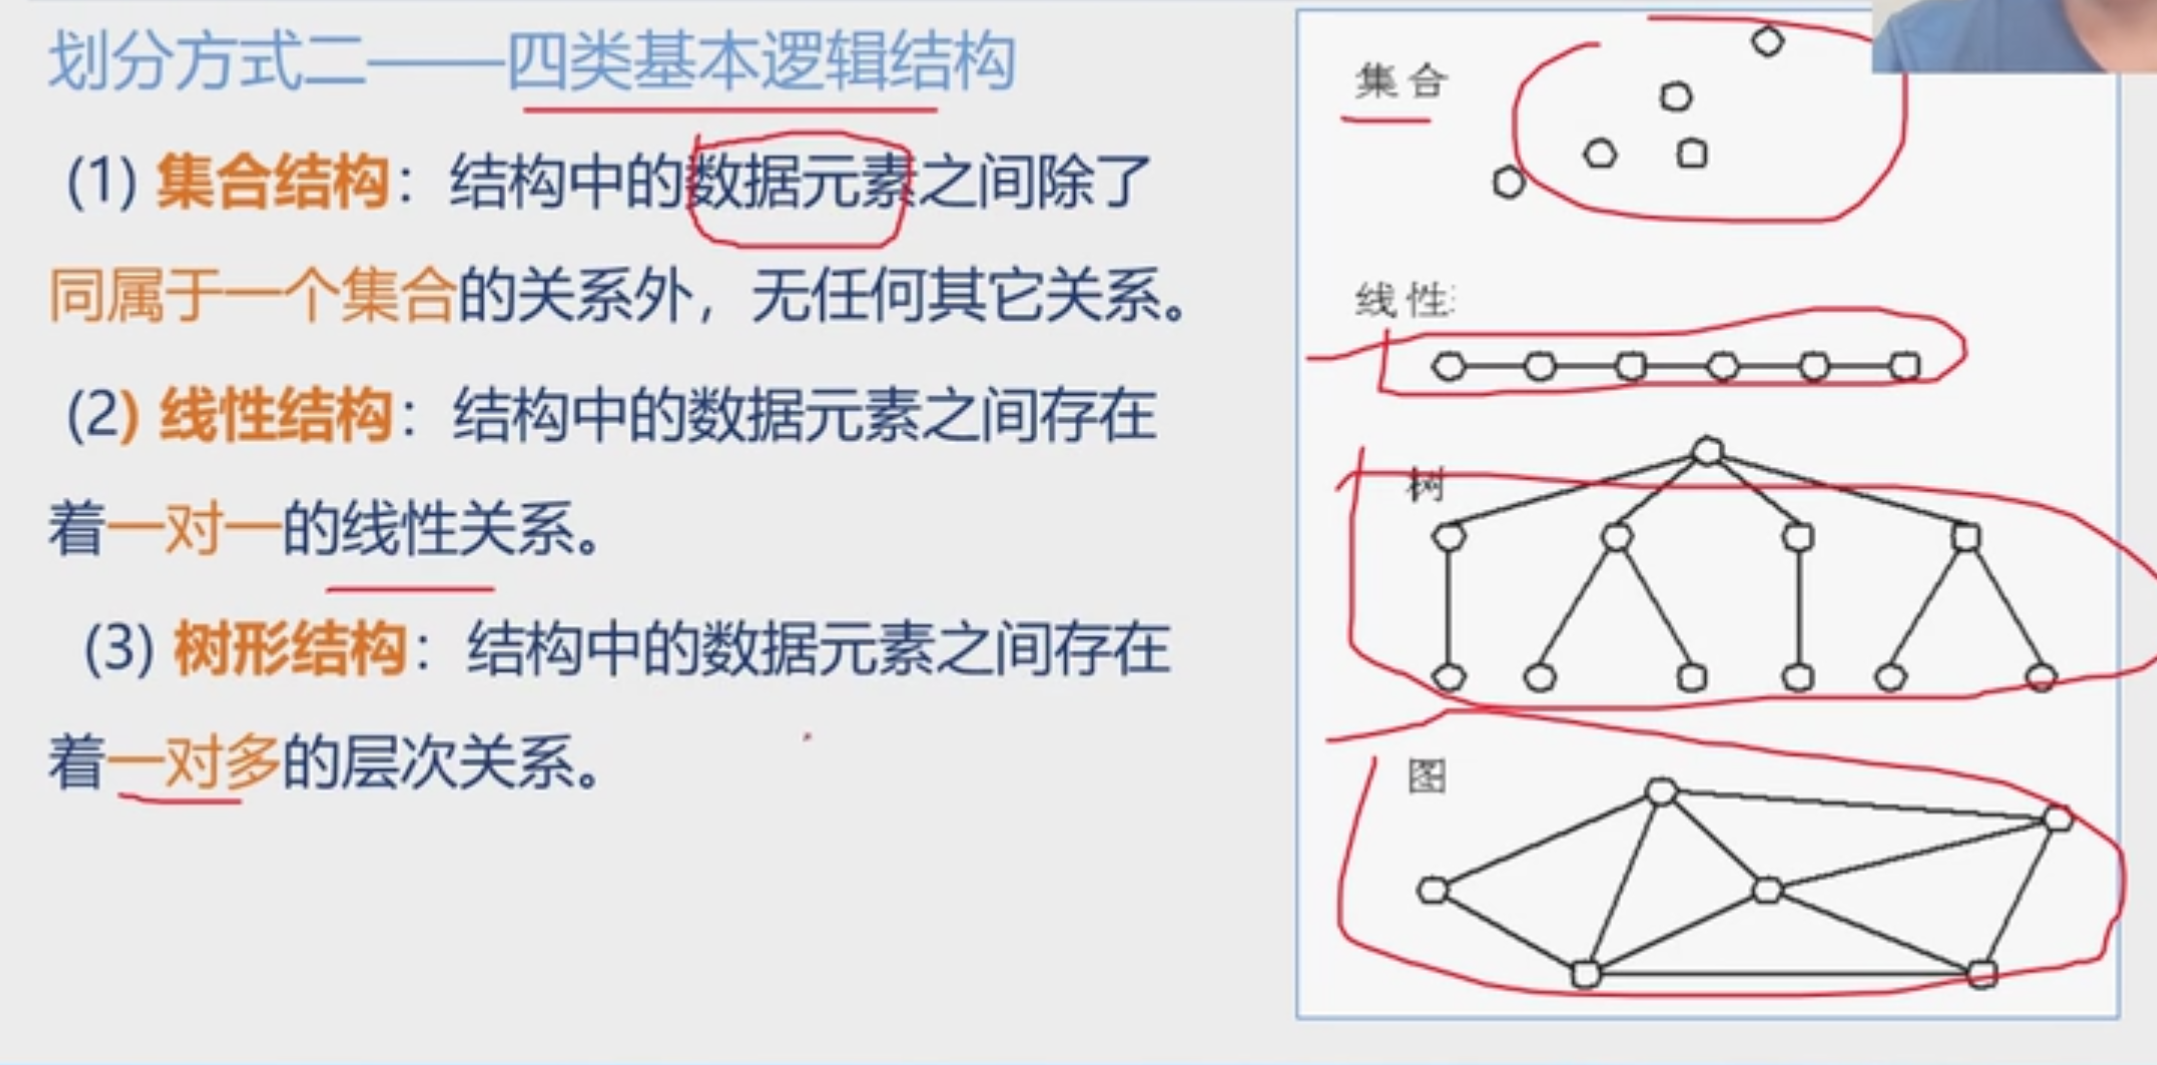 划分方式二——四类基本逻辑结构
(1) 集合结构：结构中的数据元素之间除了
同属于一个集合的关系外，无任何其它关系。
(2) 线性结构：结构中的数据元素之间存在
着一对一的线性关系。
(3) 树形结构：结构中的数据元素之间存在
着一对多的层次关系。
集合
线性
树
图